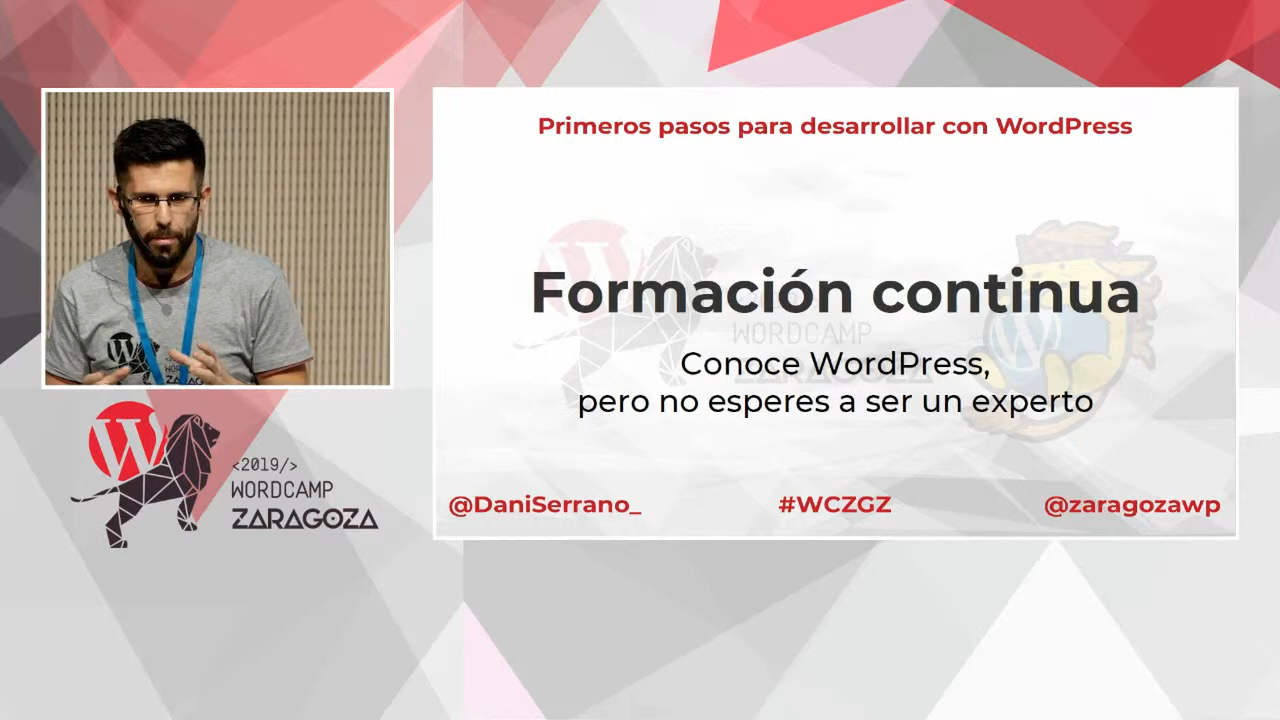 Primeros pasos para desarrollar con WordPress
Formación continua
WORDCAMP
Conoce WordPress,
pero no esperes a ser un experto
@DaniSerrano_
#WCZGZ
@zaragozawp
<2019/>
WORDCAMP
ZARAGOZA